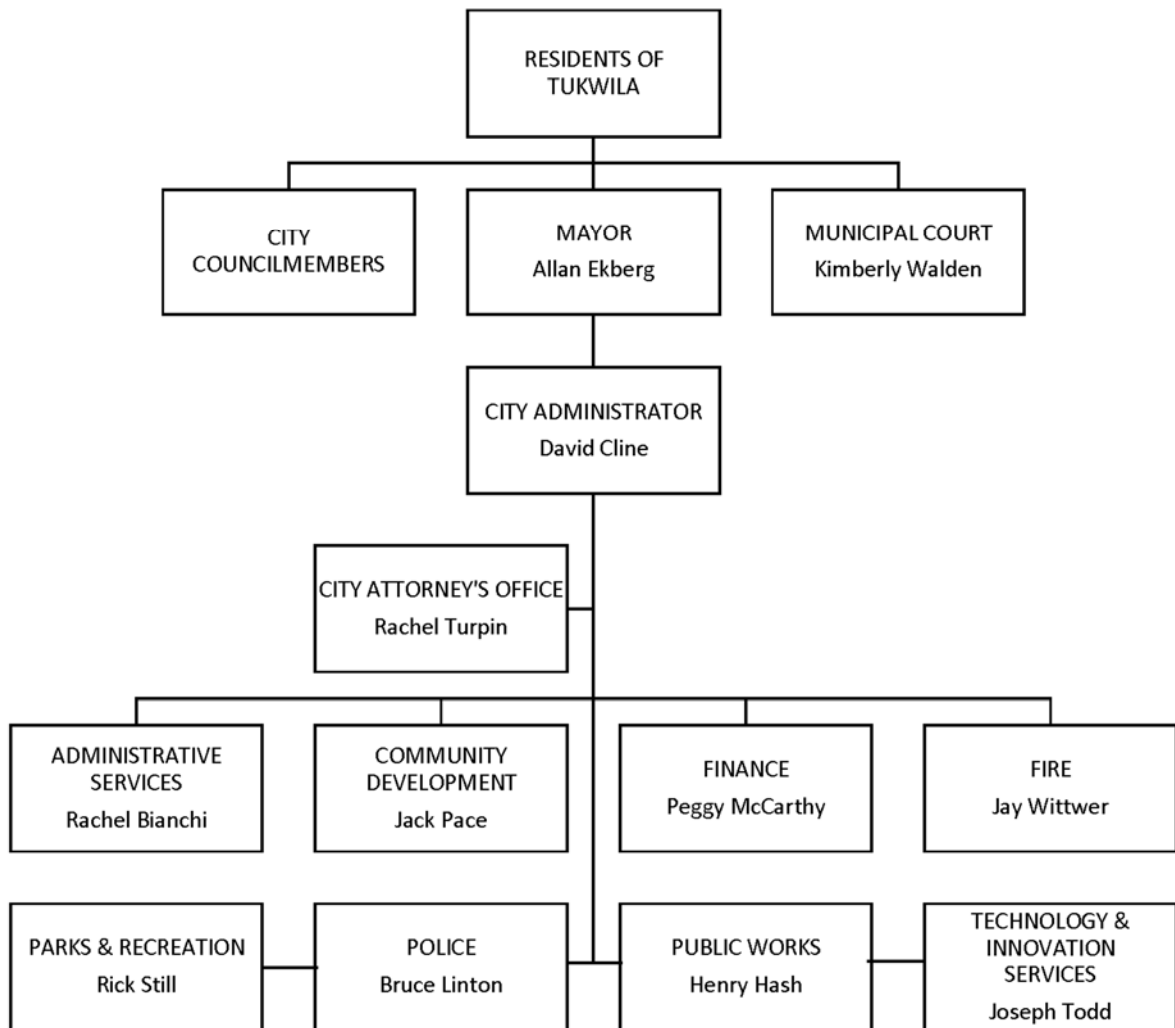 RESIDENTS OF
TUKWILA
CITY
COUNCILMEMBERS
MAYOR
Allan Ekberg
MUNICIPAL COURT
Kimberly Walden
CITY ADMINISTRATOR
David Cline
CITY ATTORNEY'S OFFICE
Rachel Turpin
ADMINISTRATIVE
SERVICES
Rachel Bianchi
COMMUNITY
DEVELOPMENT
Jack Pace
FINANCE
Peggy McCarthy
FIRE
Jay Wittwer
PARKS & RECREATION
Rick Still
POLICE
Bruce Linton
PUBLIC WORKS
Henry Hash
TECHNOLOGY &
INNOVATION
SERVICES
Joseph Todd